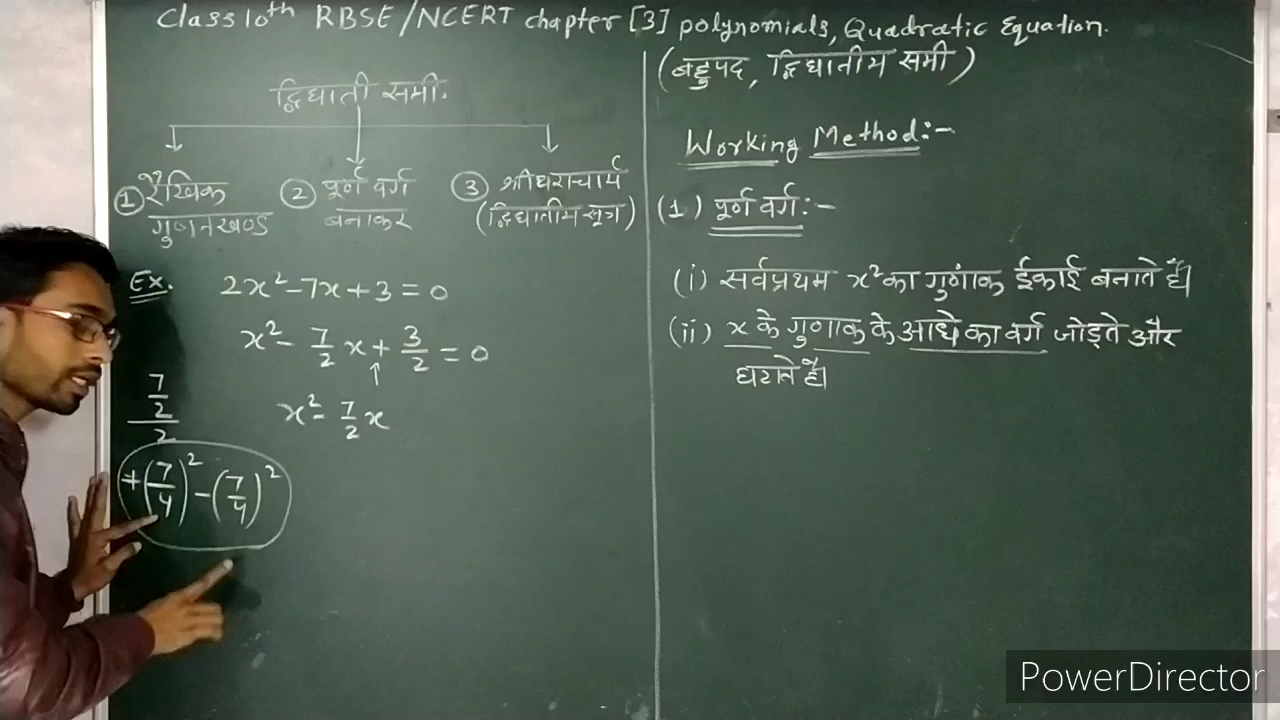 Class 10th RBSE/NCERT chapter [3] polynomials, Quadratic Equation.
(बहुपद, द्विघातीय समी)
द्विघाती समी.
① रैखिक गुणनखण्ड
② पूर्ण वर्ग बनाकर
③ श्रीधराचार्य (द्विघातीय सूत्र)
Ex. 2x²-7x+3=0
x² - 7/2 x + 3/2 = 0
↑
x² - 7/2 x
7/2
2
+(7/4)² - (7/4)²
Working Method:-
(1) पूर्ण वर्ग:-
(i) सर्वप्रथम x² का गुणांक ईकाई बनाते है।
(ii) x के गुणाक के आधे का वर्ग जोड़ते और
घटाते है।
PowerDirector